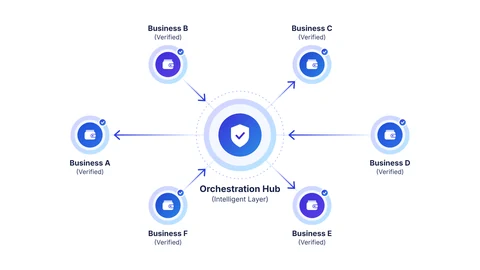 Business B
(Verified)
Business C
(Verified)
Business A
(Verified)
Orchestration Hub
(Intelligent Layer)
Business D
(Verified)
Business F
(Verified)
Business E
(Verified)